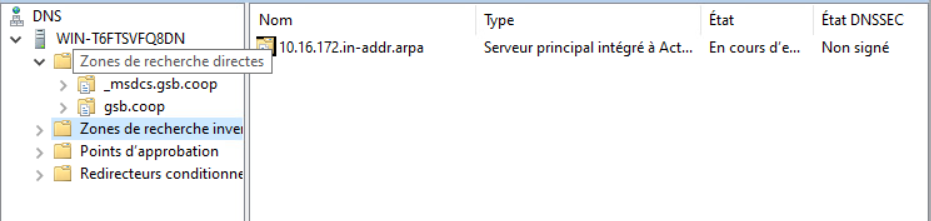 DNS
WIN-T6FTSVFQ8DN
Zones de recherche directes
_msdcs.gsb.coop
gsb.coop
Zones de recherche inver
Points d'approbation
Redirecteurs conditionne
Nom Type État État DNSSEC
10.16.172.in-addr.arpa Serveur principal intégré à Act... En cours d'e... Non signé